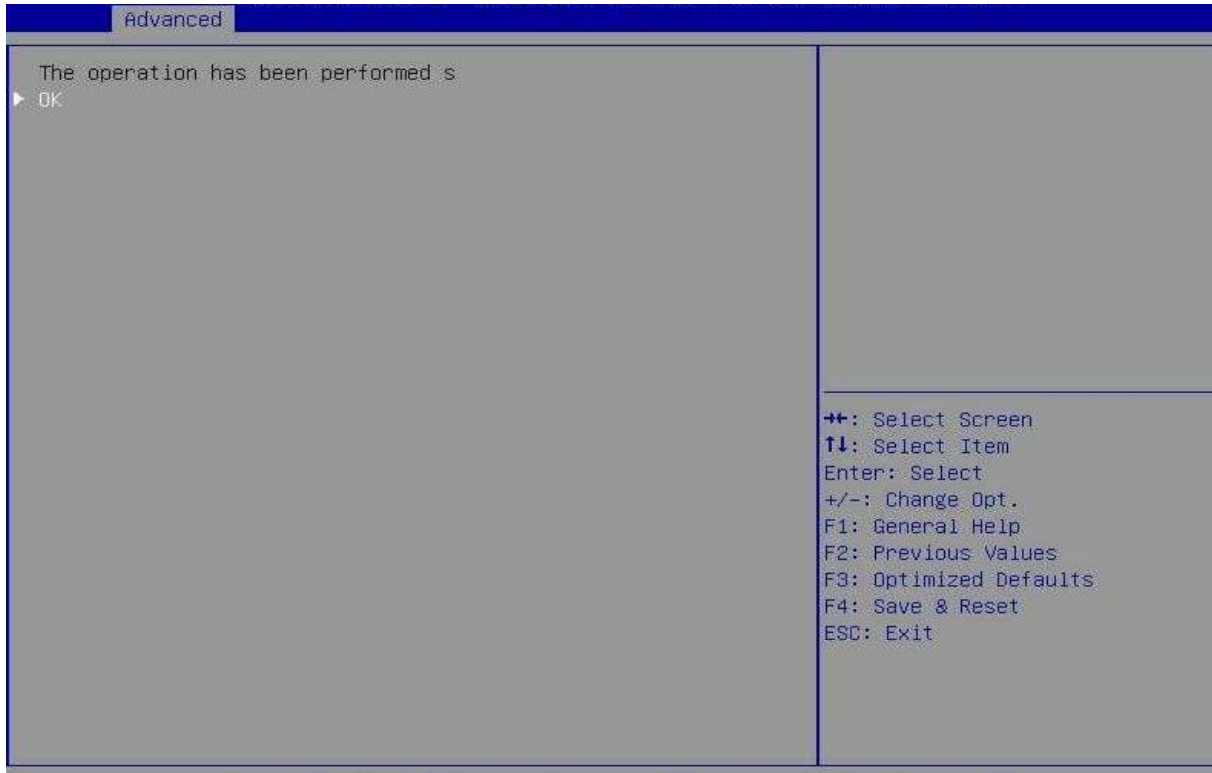 Advanced
The operation has been performed s
OK
→←: Select Screen
↑↓: Select Item
Enter: Select
+/-: Change Opt.
F1: General Help
F2: Previous Values
F3: Optimized Defaults
F4: Save & Reset
ESC: Exit